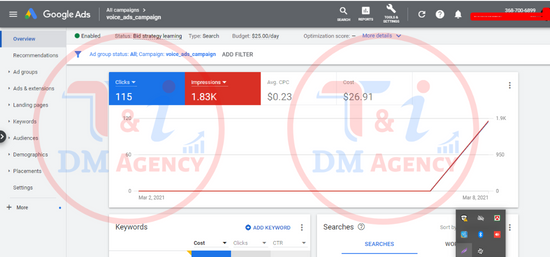 Google Ads
All campaigns >
voice_ads_campaign
SEARCH
REPORTS
TOOLS & SETTINGS
368-700-6899
Overview
Recommendations
Ad groups
Ads & extensions
Landing pages
Keywords
Audiences
Demographics
Placements
Settings
+ More
Enabled Status: Bid strategy learning Type: Search Budget: $25.00/day Optimization score: – More details
Ad group status: All; Campaign: voice_ads_campaign ADD FILTER
Clicks Impressions Avg. CPC Cost
115 1.83K $0.23 $26.91
1.9K
60 950
0 0
Mar 2, 2021 Mar 8, 2021
T & i
DM AGENCY
T & i
DM AGENCY
Keywords
ADD KEYWORD
Cost Clicks CTR
Searches
Sort by
SEARCHES